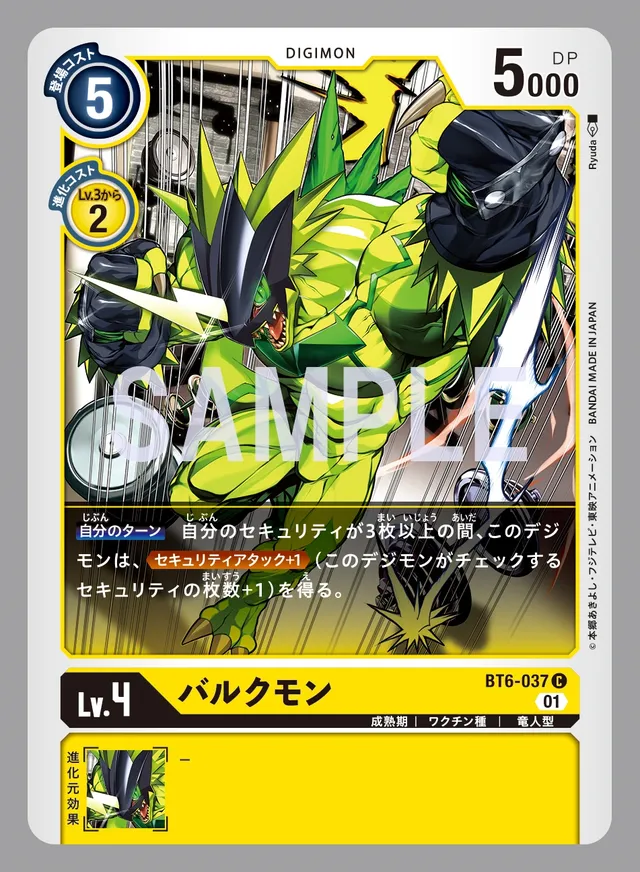 DIGIMON
登場コスト
5
DP
5000
進化コスト
Lv.3から
2
Ryuda
SAMPLE
自分のターン 自分のセキュリティが3枚以上の間、このデジ
モンは、セキュリティアタック+1(このデジモンがチェックする
セキュリティの枚数+1)を得る。
© 本郷あきよし・フジテレビ・東映アニメーション BANDAI MADE IN JAPAN
Lv.4
バルクモン
BT6-037 C
01
成熟期 | ワクチン種 | 竜人型
進化元効果
–